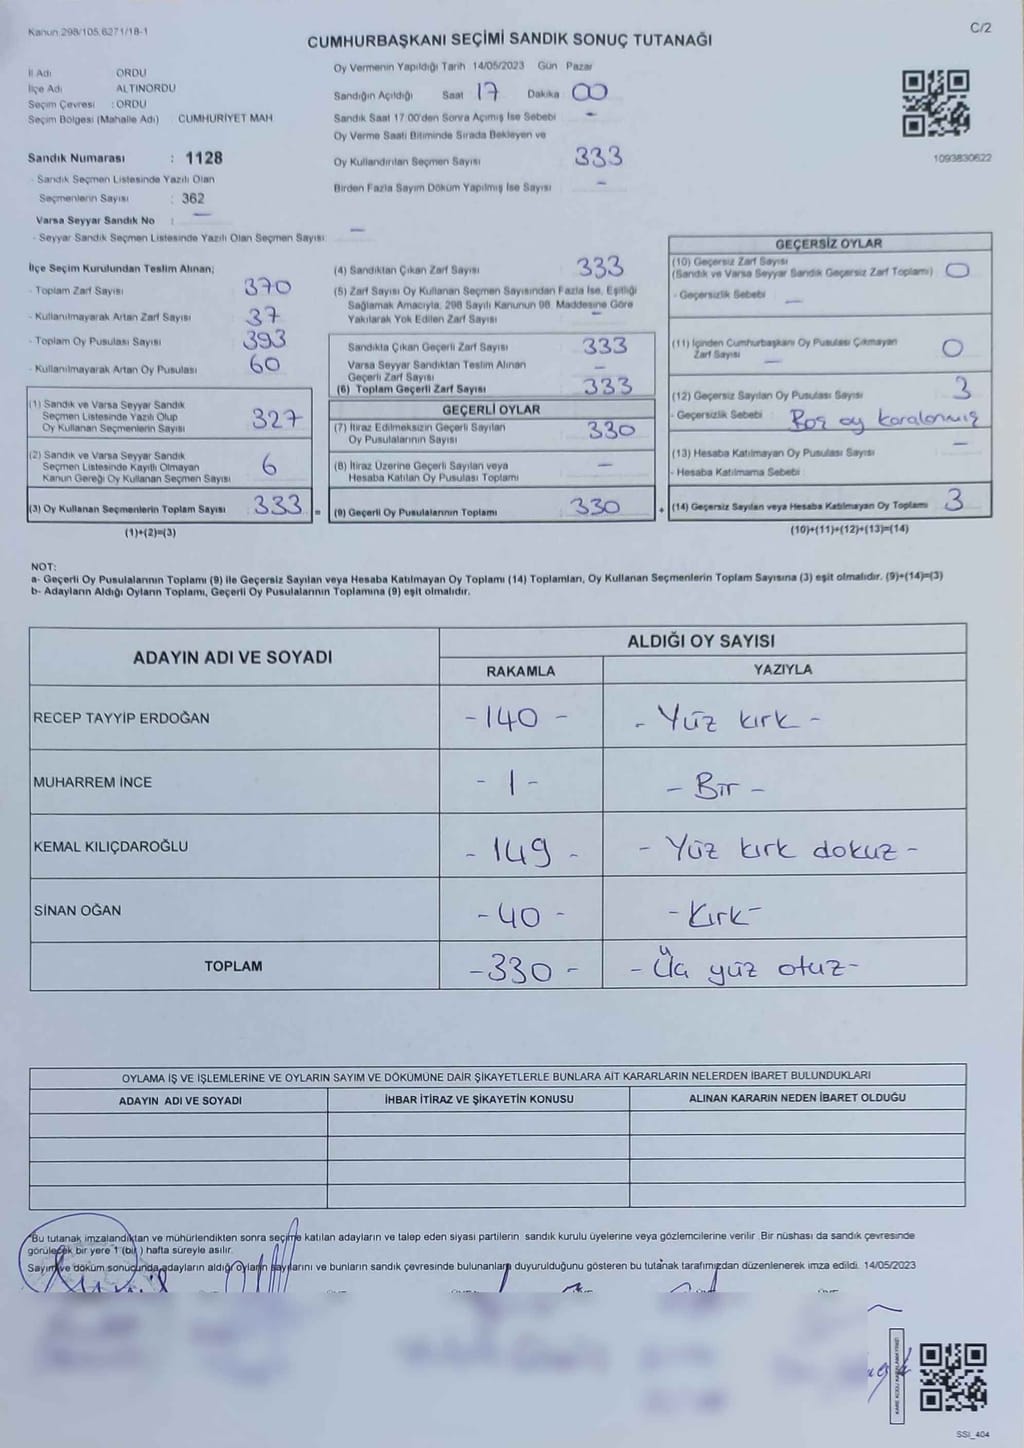 Kanun 298/105,6271/18-1
C/2
CUMHURBAŞKANI SEÇİMİ SANDIK SONUÇ TUTANAĞI
İl Adı ORDU
İlçe Adı ALTINORDU
Seçim Çevresi : ORDU
Seçim Bölgesi (Mahalle Adı) CUMHURİYET MAH
Sandık Numarası : 1128
- Sandık Seçmen Listesinde Yazılı Olan
Seçmenlerin Sayısı : 362
Varsa Seyyar Sandık No : —
- Seyyar Sandık Seçmen Listesinde Yazılı Olan Seçmen Sayısı: —
Oy Vermenin Yapıldığı Tarih 14/05/2023 Gün Pazar
Sandığın Açıldığı Saat 17 Dakika 00
Sandık Saat 17.00'den Sonra Açımış İse Sebebi -
Oy Verme Saati Bitiminde Sırada Bekleyen ve
Oy Kullandırılan Seçmen Sayısı 333
Birden Fazla Sayım Döküm Yapılmış İse Sayısı -
1093830622
İlçe Seçim Kurulundan Teslim Alınan;
- Toplam Zarf Sayısı 370
- Kullanılmayarak Artan Zarf Sayısı 37
- Toplam Oy Pusulası Sayısı 393
- Kullanılmayarak Artan Oy Pusulası 60
(1) Sandık ve Varsa Seyyar Sandık
Seçmen Listesinde Yazılı Olup
Oy Kullanan Seçmenlerin Sayısı 327
(2) Sandık ve Varsa Seyyar Sandık
Seçmen Listesinde Kayıtlı Olmayan
Kanun Gereği Oy Kullanan Seçmen Sayısı 6
(3) Oy Kullanan Seçmenlerin Toplam Sayısı 333 =
(1)+(2)=(3)
(4) Sandıktan Çıkan Zarf Sayısı 333
(5) Zarf Sayısı Oy Kullanan Seçmen Sayısından Fazla İse, Eşitliği
Sağlamak Amacıyla, 298 Sayılı Kanunun 98. Maddesine Göre
Yakılarak Yok Edilen Zarf Sayısı —
Sandıkta Çıkan Geçerli Zarf Sayısı 333
Varsa Seyyar Sandıktan Teslim Alınan
Geçerli Zarf Sayısı —
(6) Toplam Geçerli Zarf Sayısı 333
GEÇERLİ OYLAR
(7) İtiraz Edilmeksizin Geçerli Sayılan
Oy Pusulalarının Sayısı 330
(8) İtiraz Üzerine Geçerli Sayılan veya
Hesaba Katılan Oy Pusulası Toplamı —
(9) Geçerli Oy Pusulalarının Toplamı 330 +
GEÇERSİZ OYLAR
(10) Geçersiz Zarf Sayısı
(Sandık ve Varsa Seyyar Sandık Geçersiz Zarf Toplamı) 0
- Geçersizlik Sebebi —
(11) İçinden Cumhurbaşkanı Oy Pusulası Çıkmayan
Zarf Sayısı — 0
(12) Geçersiz Sayılan Oy Pusulası Sayısı 3
- Geçersizlik Sebebi : Boş oy karalanmış
(13) Hesaba Katılmayan Oy Pusulası Sayısı —
- Hesaba Katılmama Sebebi
(14) Geçersiz Sayılan veya Hesaba Katılmayan Oy Toplamı 3
(10)+(11)+(12)+(13)=(14)
NOT:
a- Geçerli Oy Pusulalarının Toplamı (9) ile Geçersiz Sayılan veya Hesaba Katılmayan Oy Toplamı (14) Toplamları, Oy Kullanan Seçmenlerin Toplam Sayısına (3) eşit olmalıdır. (9)+(14)=(3)
b- Adayların Aldığı Oyların Toplamı, Geçerli Oy Pusulalarının Toplamına (9) eşit olmalıdır.
ADAYIN ADI VE SOYADI
ALDIĞI OY SAYISI
RAKAMLA YAZIYLA
RECEP TAYYİP ERDOĞAN -140- - Yüz kırk -
MUHARREM İNCE - 1 - - Bir -
KEMAL KILIÇDAROĞLU - 149 - - Yüz kırk dokuz -
SİNAN OĞAN - 40 - - Kırk -
TOPLAM - 330 - - Üç yüz otuz -
OYLAMA İŞ VE İŞLEMLERİNE VE OYLARIN SAYIM VE DÖKÜMÜNE DAİR ŞİKAYETLERLE BUNLARA AİT KARARLARIN NELERDEN İBARET BULUNDUKLARI
ADAYIN ADI VE SOYADI İHBAR İTİRAZ VE ŞİKAYETİN KONUSU ALINAN KARARIN NEDEN İBARET OLDUĞU
Bu tutanak imzalandıktan ve mühürlendikten sonra seçime katılan adayların ve talep eden siyasi partilerin sandık kurulu üyelerine veya gözlemcilerine verilir. Bir nüshası da sandık çevresinde
görülecek bir yere 1 (bir ) hafta süreyle asılır.
Sayım ve döküm sonucunda adayların aldığı oyların sayılarını ve bunların sandık çevresinde bulunanlara duyurulduğunu gösteren bu tutanak tarafımızdan düzenlenerek imza edildi. 14/05/2023
SSI_404